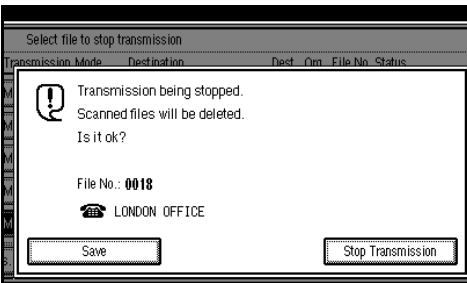 Select file to stop transmission
Transmission Mode Destination Dest. Org. File No. Status
Transmission being stopped.
Scanned files will be deleted.
Is it ok?
File No.: 0018
LONDON OFFICE
Save Stop Transmission